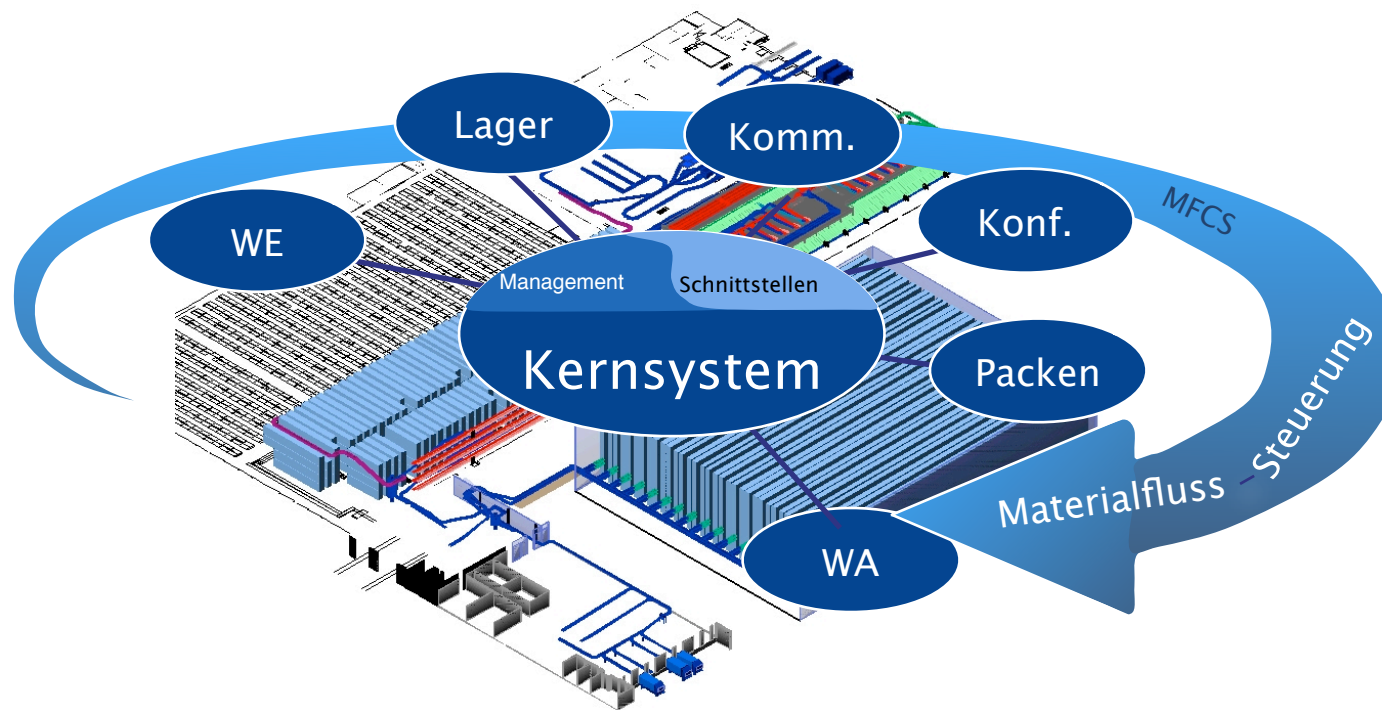 Lager
Komm.
WE
Konf.
MFCS
Management
Schnittstellen
Kernsystem
Packen
Materialfluss – Steuerung
WA